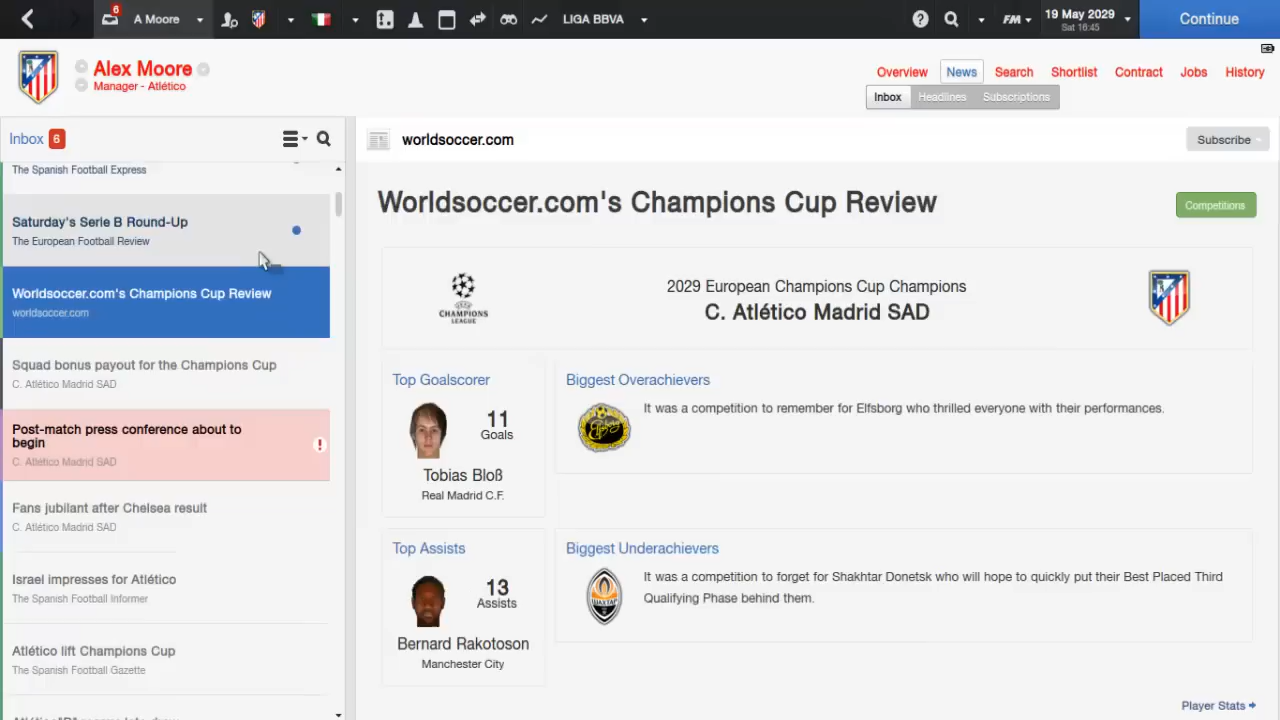 6
A Moore
LIGA BBVA
FM
19 May 2029
Sat 16:45
Continue
Alex Moore
Manager - Atlético
Overview
News
Search
Shortlist
Contract
Jobs
History
Inbox
Headlines
Subscriptions
Inbox 6
worldsoccer.com
Subscribe
The Spanish Football Express
Saturday's Serie B Round-Up
The European Football Review
Worldsoccer.com's Champions Cup Review
worldsoccer.com
Squad bonus payout for the Champions Cup
C. Atlético Madrid SAD
Post-match press conference about to
begin
C. Atlético Madrid SAD
Fans jubilant after Chelsea result
C. Atlético Madrid SAD
Israel impresses for Atlético
The Spanish Football Informer
Atlético lift Champions Cup
The Spanish Football Gazette
Worldsoccer.com's Champions Cup Review
Competitions
CHAMPIONS
LEAGUE
2029 European Champions Cup Champions
C. Atlético Madrid SAD
Top Goalscorer
11
Goals
Tobias Bloß
Real Madrid C.F.
Biggest Overachievers
It was a competition to remember for Elfsborg who thrilled everyone with their performances.
Top Assists
13
Assists
Bernard Rakotoson
Manchester City
Biggest Underachievers
It was a competition to forget for Shakhtar Donetsk who will hope to quickly put their Best Placed Third
Qualifying Phase behind them.
Player Stats